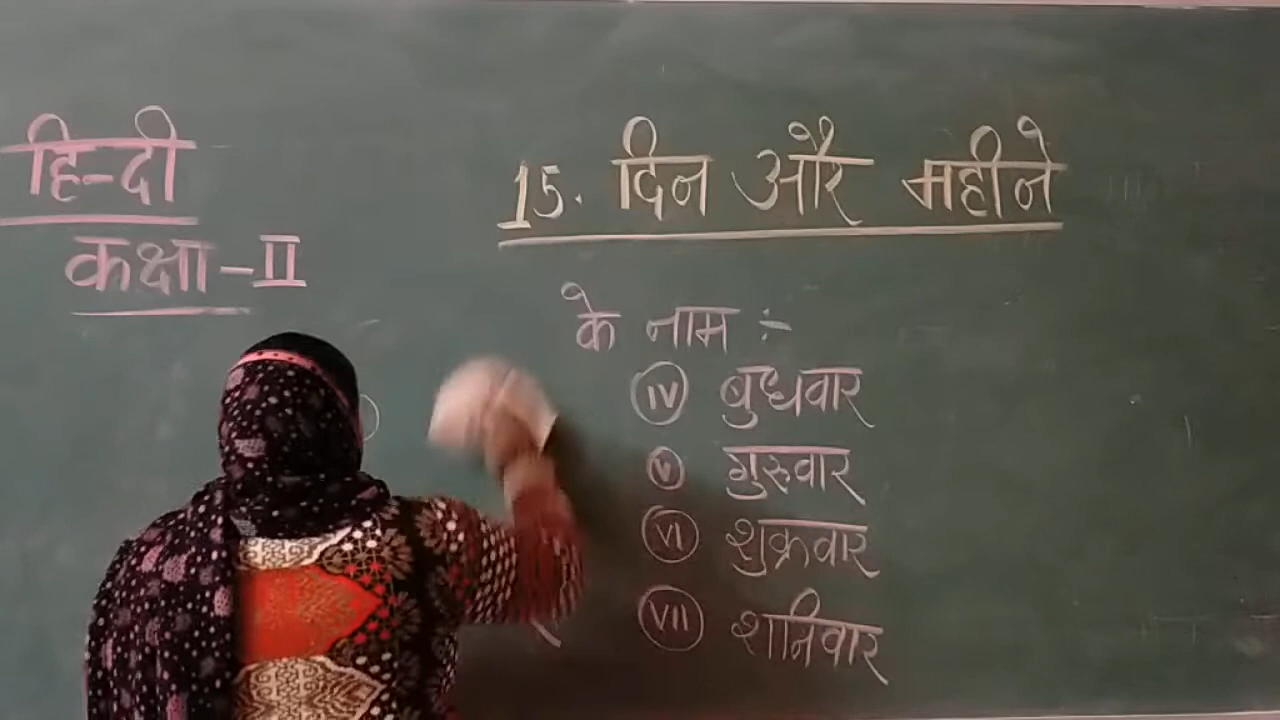 हिन्दी
कक्षा - II
15. दिन और महीने
के नाम :-
IV बुधवार
V गुरुवार
VI शुक्रवार
VII शनिवार